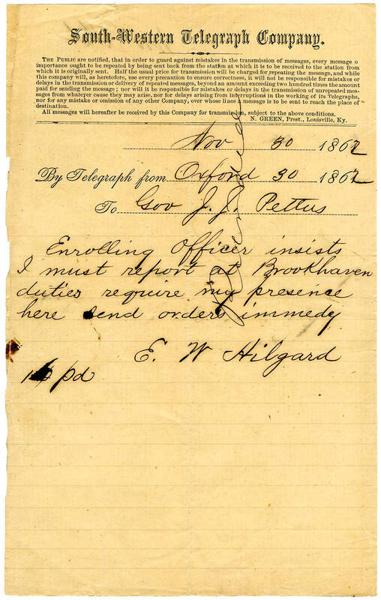 South-Western Telegraph Company.
THE PUBLIC are notified, that in order to guard against mistakes in the transmission of messages, every message o
importance ought to be repeated by being sent back from the station at which it is to be received to the station from
which it is originally sent. Half the usual price for transmission will be charged for repeating the message, and while
this company will, as heretofore, use every precaution to ensure correctness, it will not be responsible for mistakes or
delays in the transmission or delivery of repeated messages, beyond an amount exceeding two hundred times the amount
paid for sending the message; nor will it be responsible for mistakes or delays in the transmission of unrepeated mes-
sages from whatever cause they may arise, nor for delays arising from interruptions in the working of its Telegraphs,
nor for any mistake or omission of any other Company, over whose lines a message is to be sent to reach the place of
destination.
All messages will hereafter be received by this Company for transmission, subject to the above conditions.
N. GREEN, Prest., Louisville, Ky.
Nov 30 1862
By Telegraph from Oxford 30 1862
To Gov J. J. Pettus
Enrolling Officer insists
I must report at Brookhaven
duties require my presence
here send orders immedy
E. W Hilgard
pd